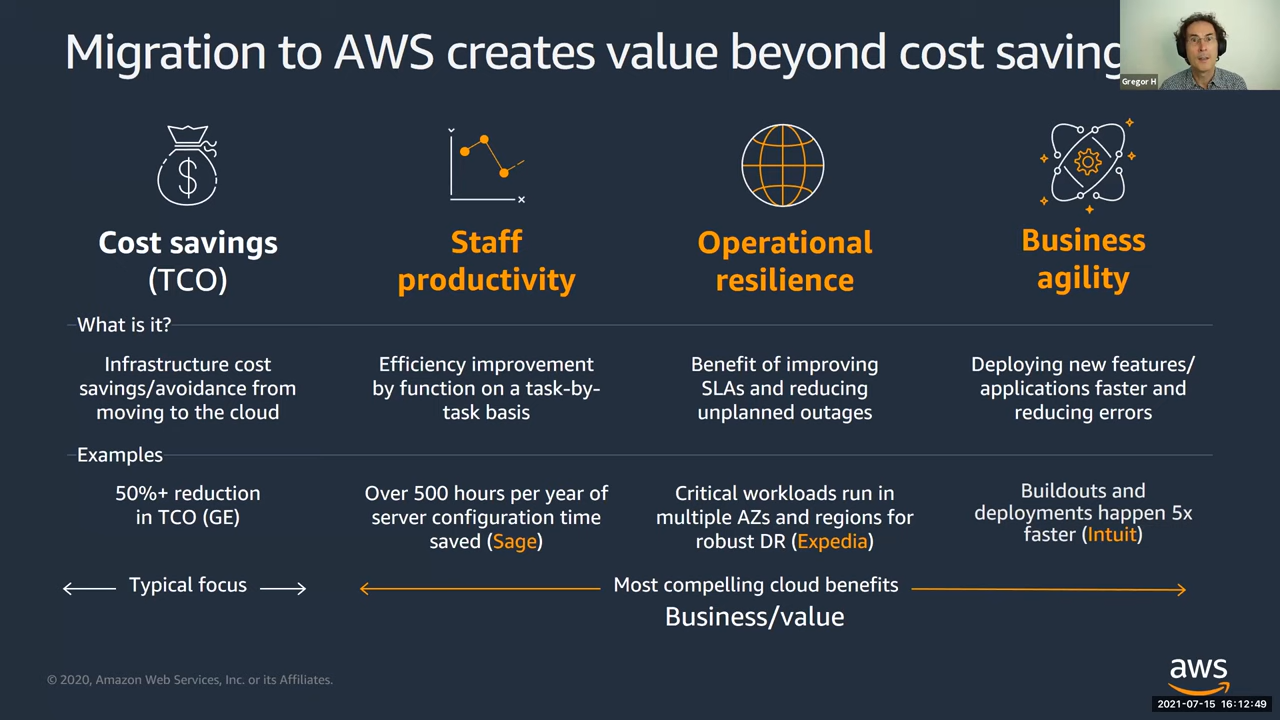 Migration to AWS creates value beyond cost saving
Gregor H
Cost savings
(TCO)
Staff
productivity
Operational
resilience
Business
agility
What is it?
Infrastructure cost
savings/avoidance from
moving to the cloud
Efficiency improvement
by function on a task-by-
task basis
Benefit of improving
SLAs and reducing
unplanned outages
Deploying new features/
applications faster and
reducing errors
Examples
50%+ reduction
in TCO (GE)
Over 500 hours per year of
server configuration time
saved (Sage)
Critical workloads run in
multiple AZs and regions for
robust DR (Expedia)
Buildouts and
deployments happen 5x
faster (Intuit)
Typical focus
Most compelling cloud benefits
Business/value
© 2020, Amazon Web Services, Inc. or its Affiliates.
aws
2021-07-15 16:12:49